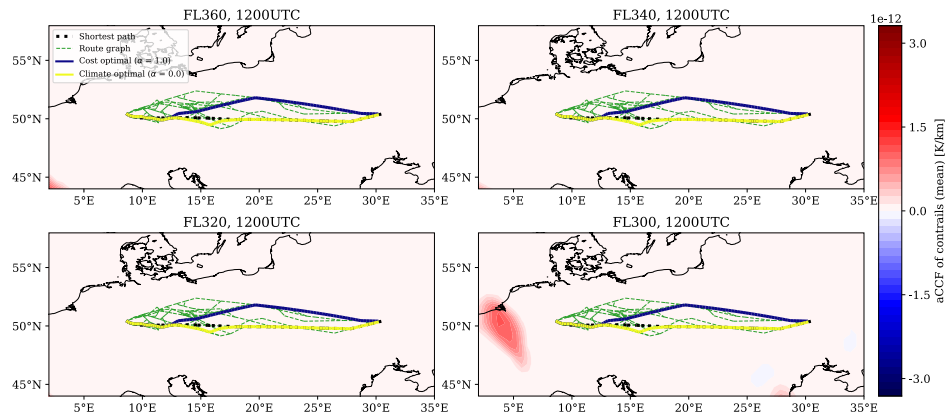 FL360, 1200UTC
Shortest path
Route graph
Cost optimal (α = 1.0)
Climate optimal (α = 0.0)
55°N
50°N
45°N
5°E 10°E 15°E 20°E 25°E 30°E 35°E
FL340, 1200UTC
55°N
50°N
45°N
5°E 10°E 15°E 20°E 25°E 30°E 35°E
FL320, 1200UTC
55°N
50°N
45°N
5°E 10°E 15°E 20°E 25°E 30°E 35°E
FL300, 1200UTC
55°N
50°N
45°N
5°E 10°E 15°E 20°E 25°E 30°E 35°E
1e-12
3.0
1.5
0.0
-1.5
-3.0
aCCF of contrails (mean) [K/km]